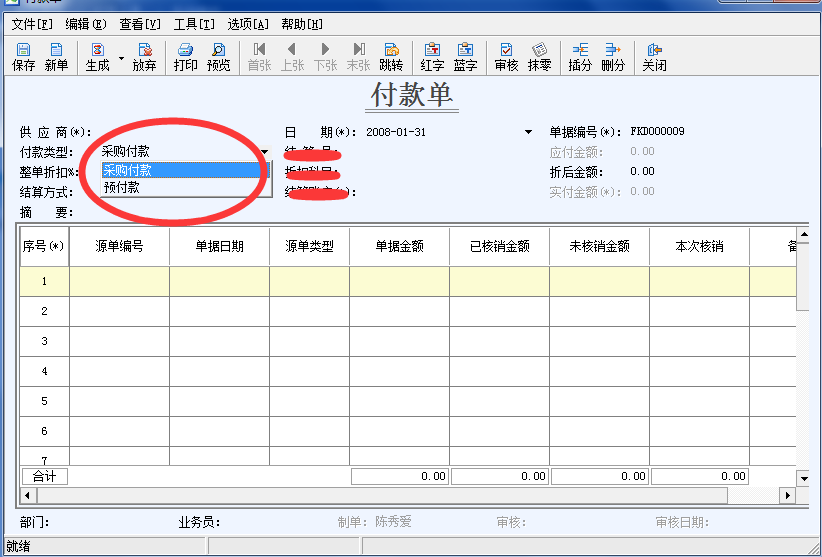 付款单
文件[F] 编辑(E) 查看[V] 工具[T] 选项[A] 帮助[H]
保存 新单 生成 放弃 打印 预览 首张 上张 下张 末张 跳转 红字 蓝字 审核 抹零 插分 删分 关闭
付款单
供 应 商(*): 日 期(*): 2008-01-31 单据编号(*): FKD000009
付款类型: 采购付款 应付金额: 0.00
整单折扣%: 采购付款 折后金额: 0.00
结算方式: 预付款 实付金额(*): 0.00
摘 要:
序号(*) 源单编号 单据日期 源单类型 单据金额 已核销金额 未核销金额 本次核销
1
2
3
4
5
6
7
合计 0.00 0.00 0.00 0.00
部门: 业务员: 制单: 陈秀爱 审核: 审核日期:
就绪